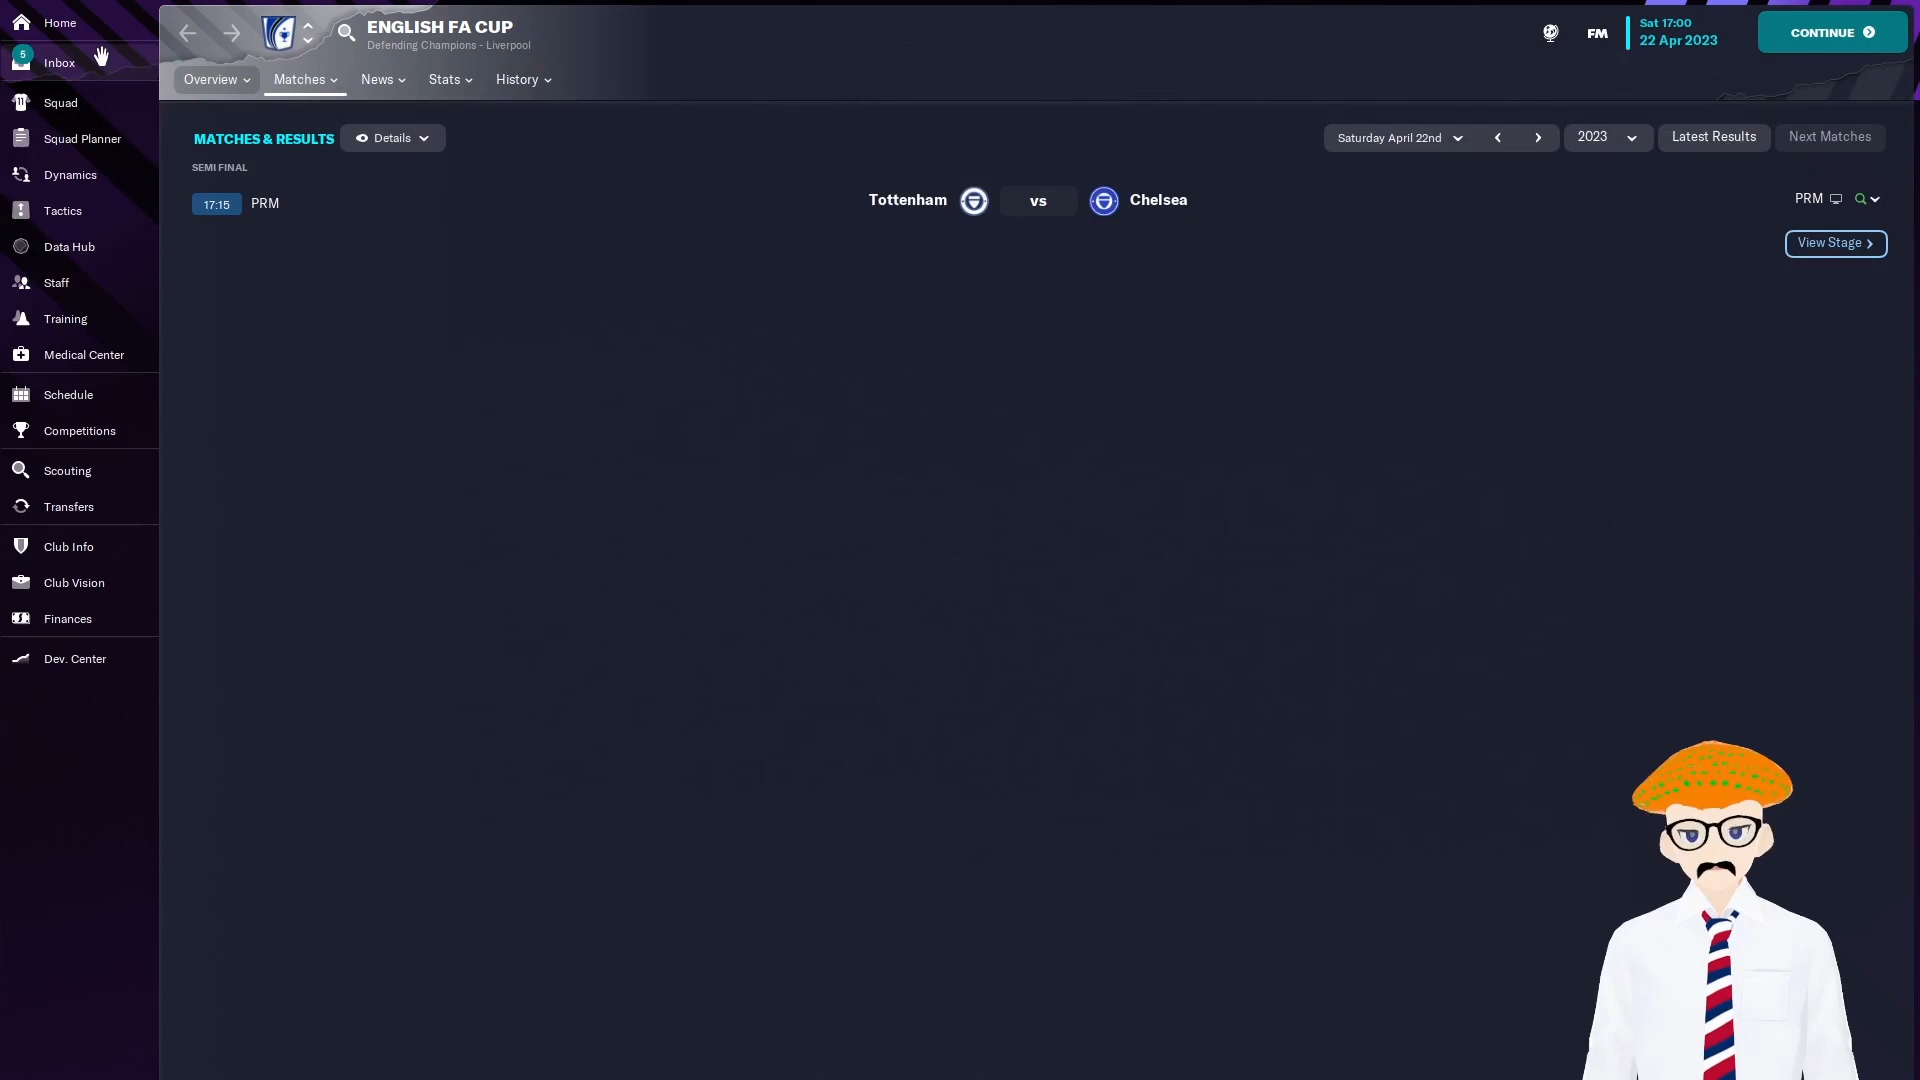 Home
5
Inbox
11
Squad
Squad Planner
Dynamics
Tactics
Data Hub
Staff
Training
Medical Center
Schedule
Competitions
Scouting
Transfers
Club Info
Club Vision
Finances
Dev. Center
ENGLISH FA CUP
Defending Champions - Liverpool
FM
Sat 17:00
22 Apr 2023
CONTINUE
Overview
Matches
News
Stats
History
MATCHES & RESULTS
Details
Saturday April 22nd
2023
Latest Results
Next Matches
SEMI FINAL
17:15 PRM
Tottenham vs Chelsea
PRM
View Stage